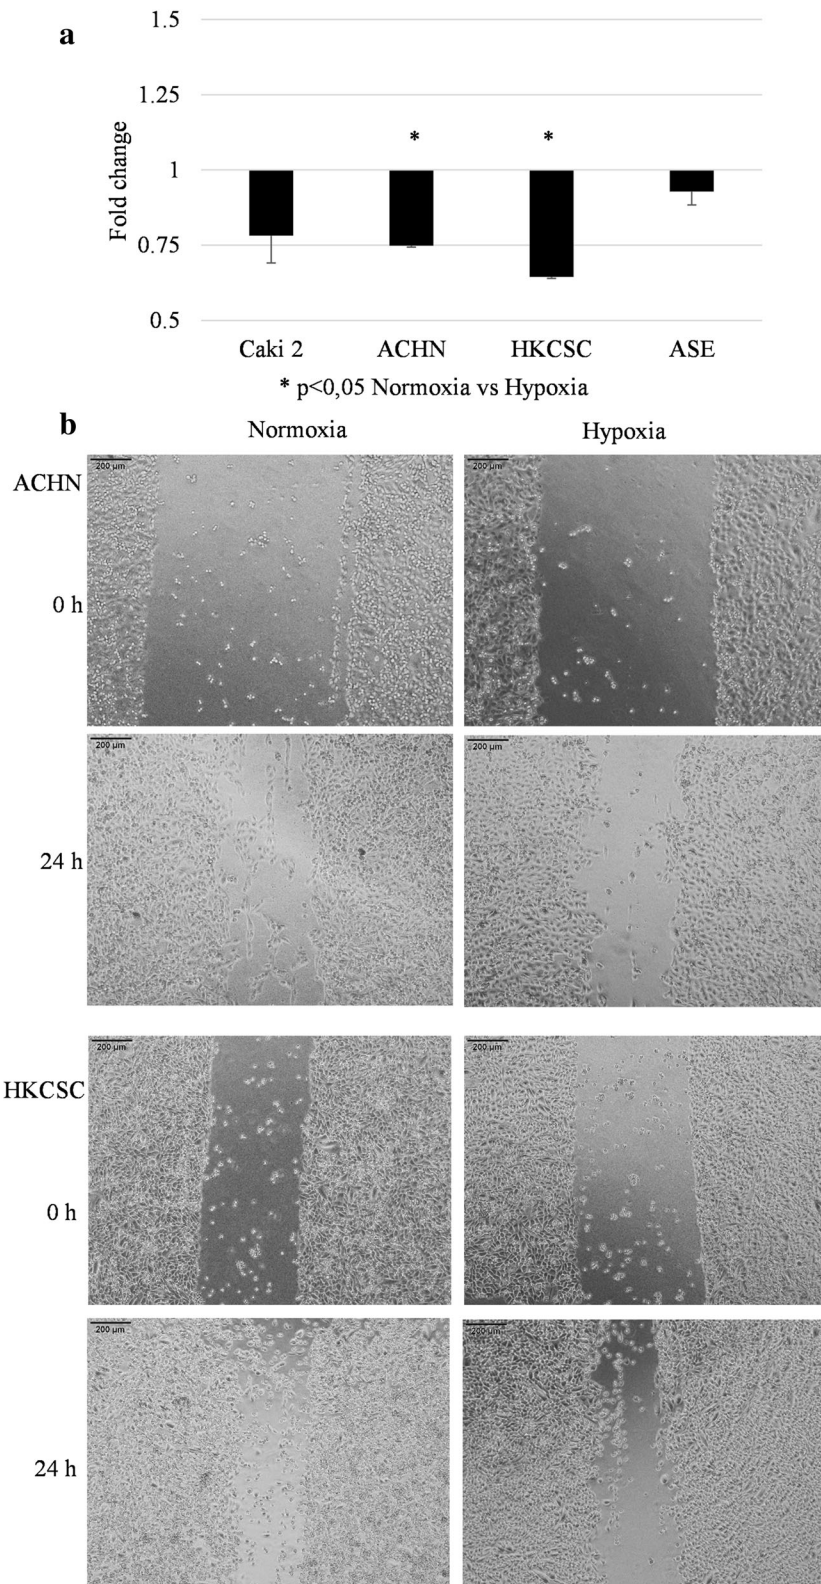 a
1.5
1.25
1
0.75
0.5
Fold change
* *
Caki 2 ACHN HKCSC ASE
* p<0,05 Normoxia vs Hypoxia
b
Normoxia Hypoxia
ACHN
200 µm 200 µm
0 h
200 µm 200 µm
24 h
HKCSC
200 µm 200 µm
0 h
200 µm 200 µm
24 h